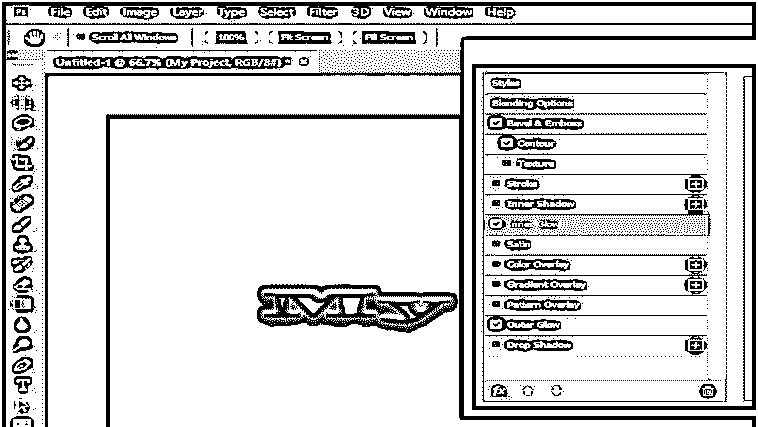 Ps File Edit Image Layer Type Select Filter 3D View Window Help
Scroll All Windows 100% Fit Screen Fill Screen
Untitled-1 @ 66.7% (My Project, RGB/8#) *
My
Styles
Blending Options
Bevel & Emboss
Contour
Texture
Stroke
Inner Shadow
Inner Glow
Satin
Color Overlay
Gradient Overlay
Pattern Overlay
Outer Glow
Drop Shadow
fx